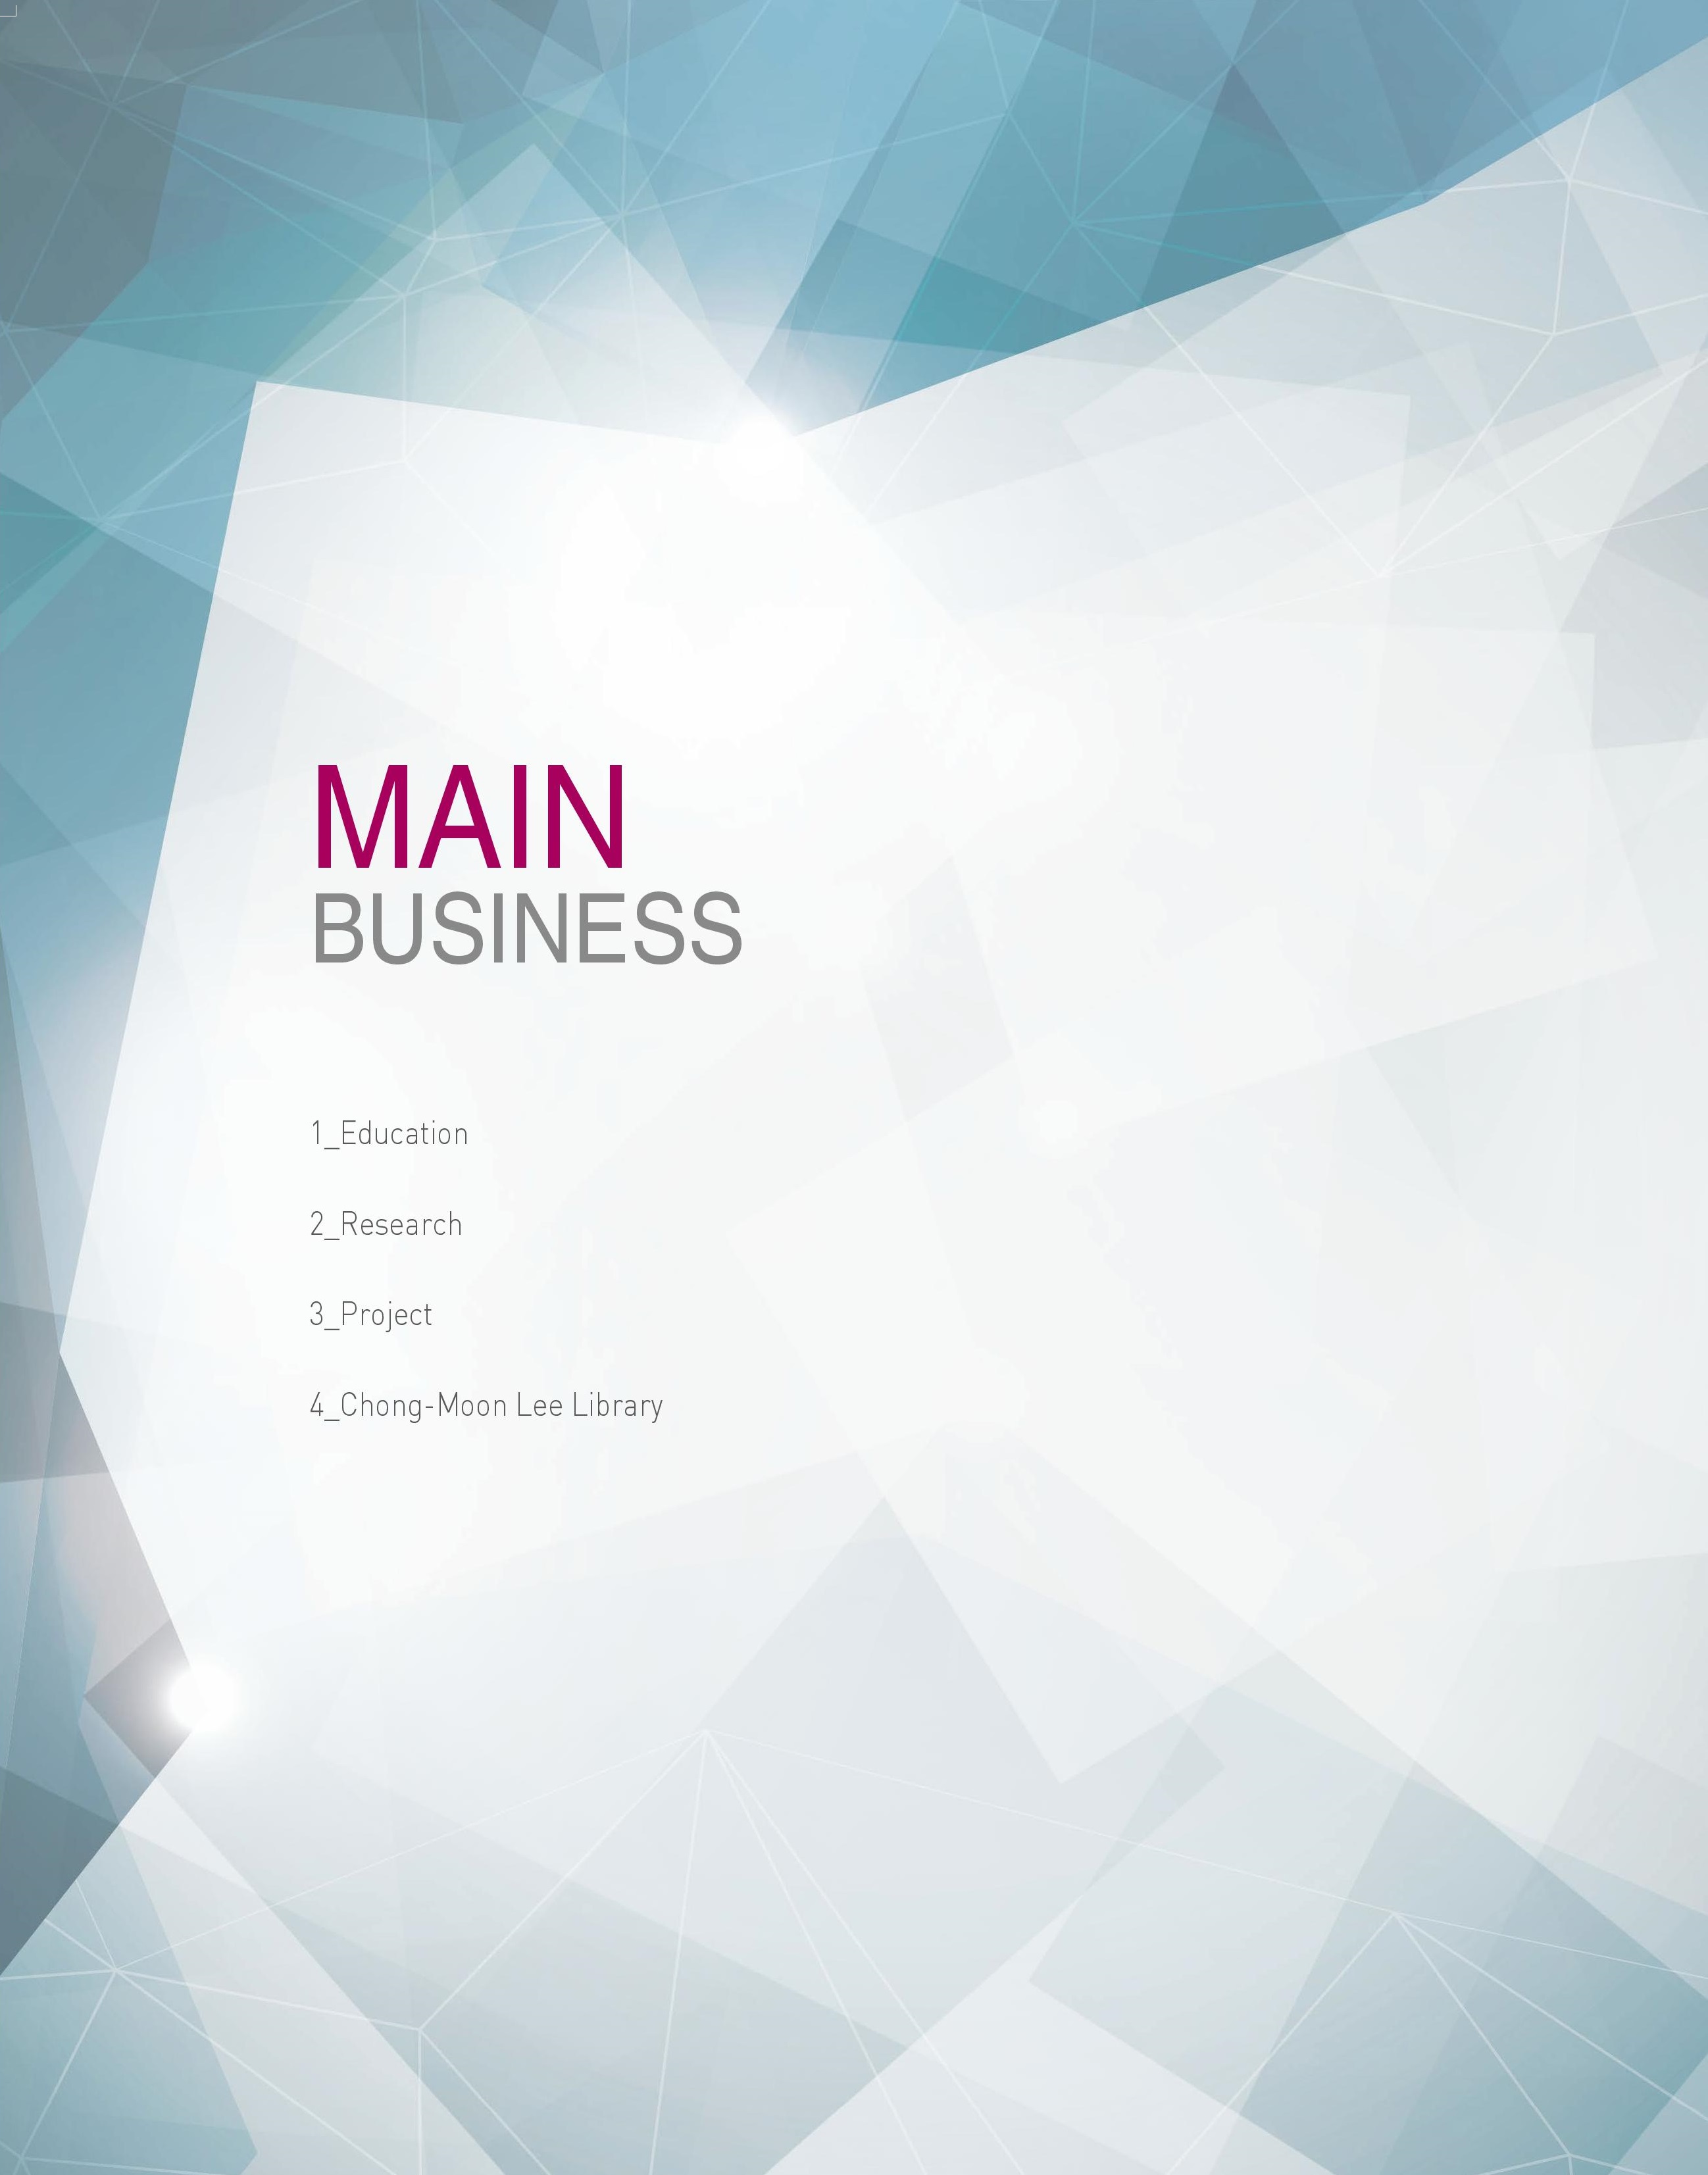 MAIN
BUSINESS
1_Education
2_Research
3_Project
4_Chong-Moon Lee Library